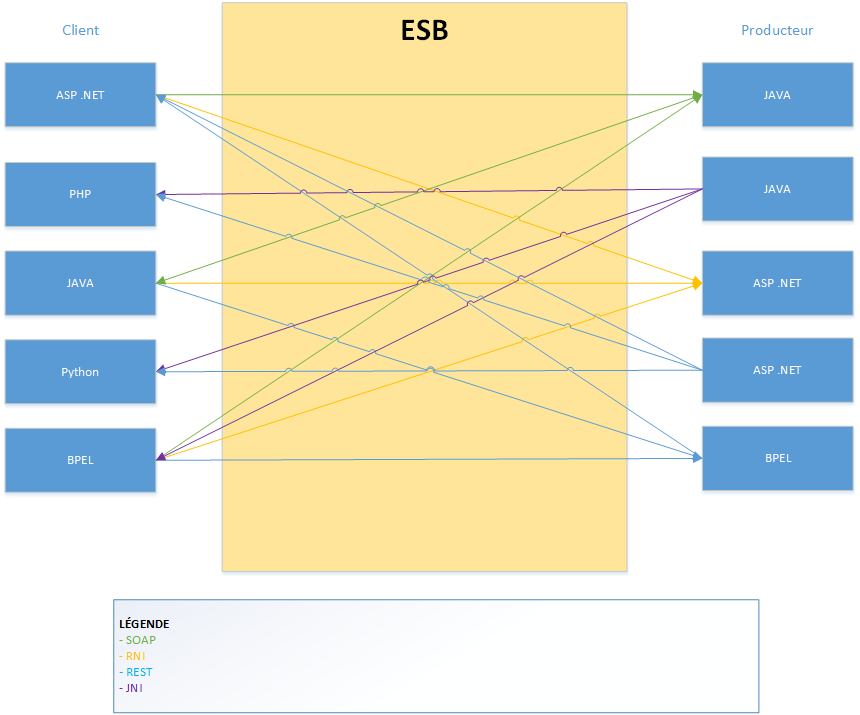 Client
ESB
Producteur
ASP .NET
JAVA
PHP
JAVA
JAVA
ASP .NET
Python
ASP .NET
BPEL
BPEL
LÉGENDE
- SOAP
- RNI
- REST
- JNI